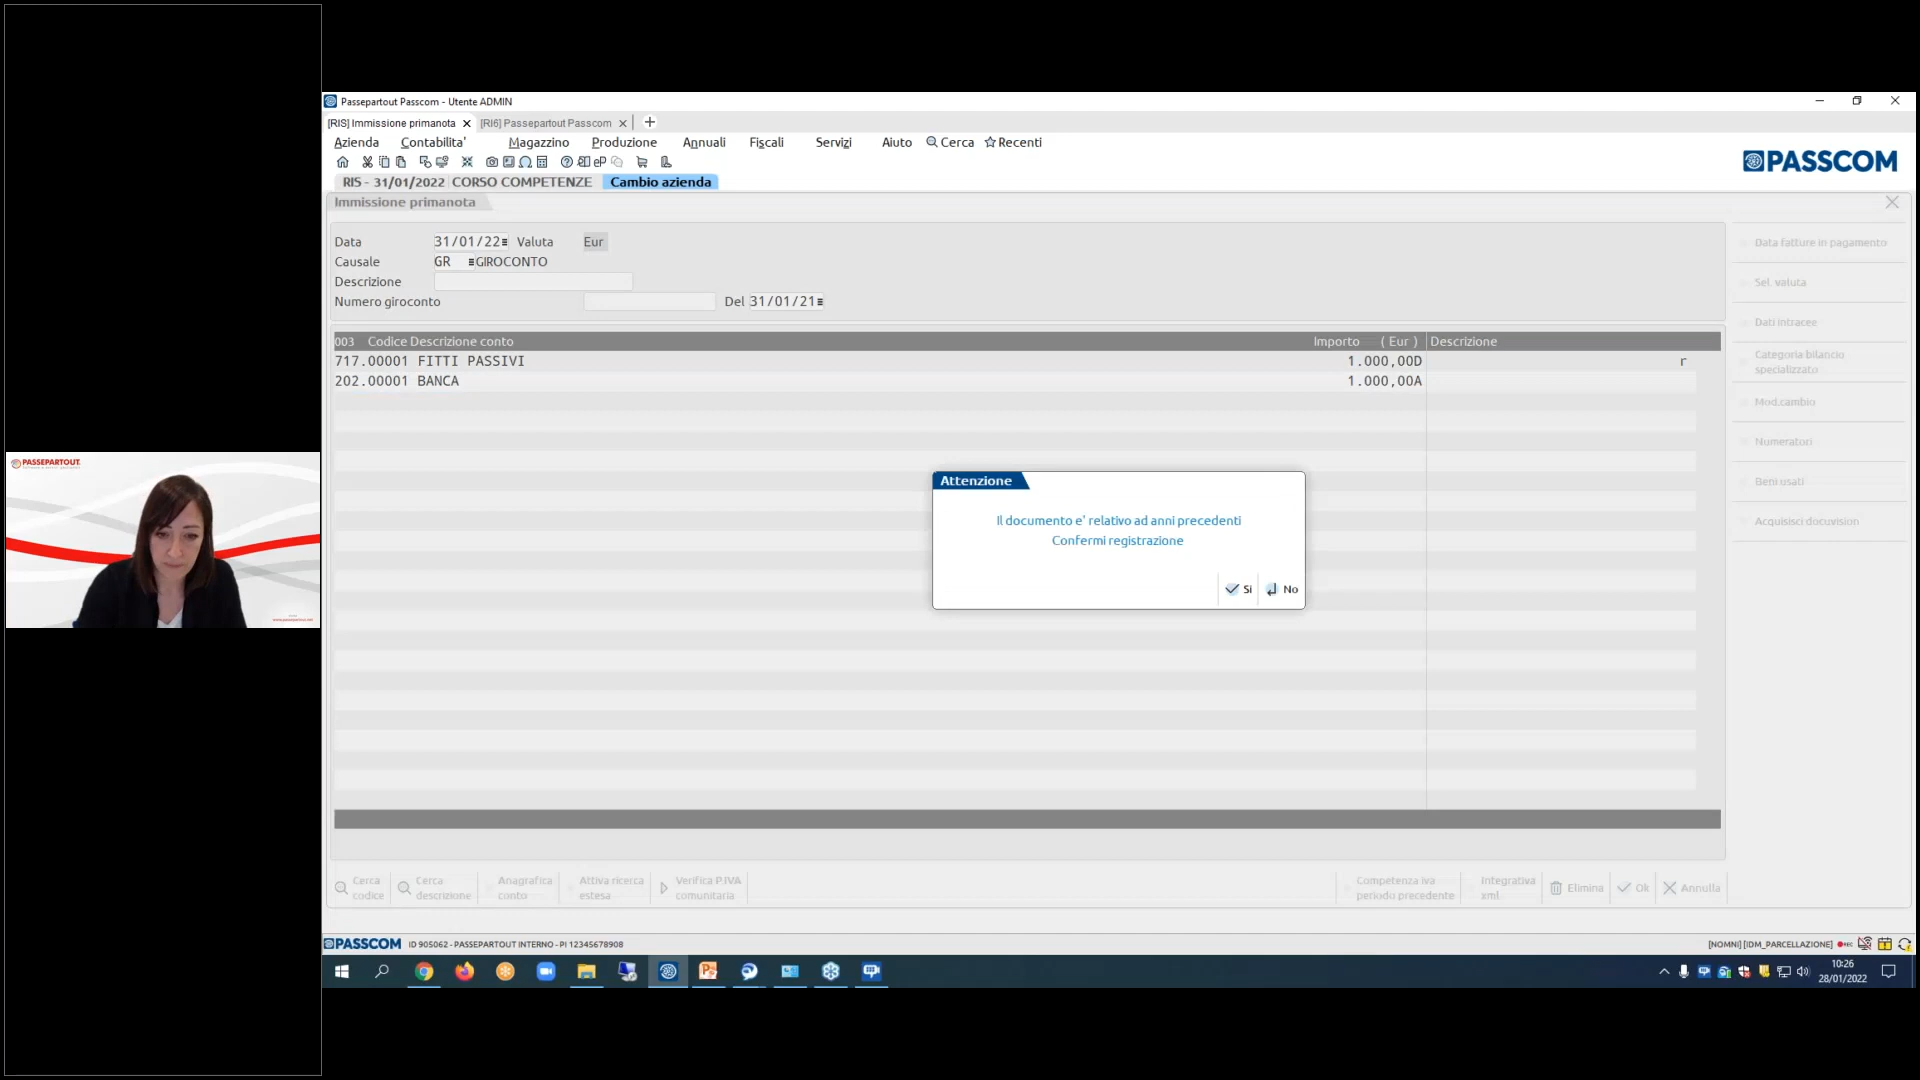 Passepartout Passcom - Utente ADMIN
[RIS] Immissione primanota
[RI6] Passepartout Passcom
Azienda Contabilita' Magazzino Produzione Annuali Fiscali Servizi Aiuto Cerca Recenti
PASSCOM
RIS - 31/01/2022 CORSO COMPETENZE Cambio azienda
Immissione primanota
Data 31/01/22 Valuta Eur
Causale GR GIROCONTO
Descrizione
Numero giroconto Del 31/01/21
003 Codice Descrizione conto Importo ( Eur ) Descrizione
717.00001 FITTI PASSIVI 1.000,00D r
202.00001 BANCA 1.000,00A
Data fatture in pagamento
Sel. valuta
Dati intracee
Categoria bilancio
specializzato
Mod.cambio
Numeratori
Beni usati
Acquisisci docuvision
Attenzione
Il documento e' relativo ad anni precedenti
Confermi registrazione
Si No
PASSEPARTOUT
Cerca
codice
Cerca
descrizione
Anagrafica
conto
Attiva ricerca
estesa
Verifica P.IVA
comunitaria
Competenza iva
periodo precedente
Integrativa
xml
Elimina
Ok
Annulla
PASSCOM ID 905062 - PASSEPARTOUT INTERNO - PI 12345678908
[NOMNI] [IDM_PARCELLAZIONE] REC
10:26
28/01/2022